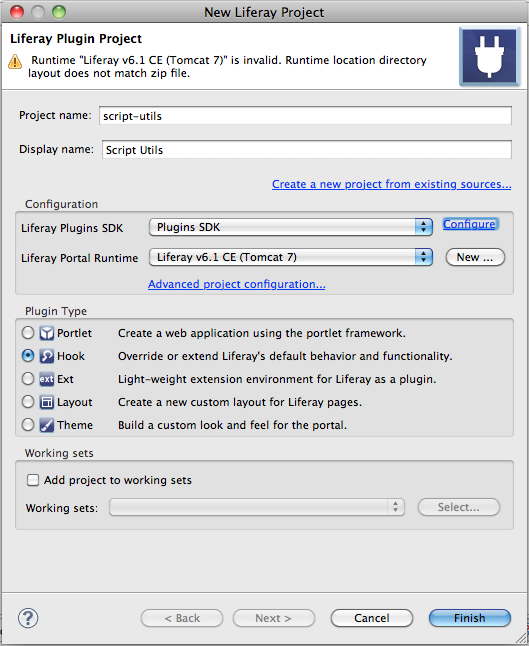 New Liferay Project
Liferay Plugin Project
Runtime "Liferay v6.1 CE (Tomcat 7)" is invalid. Runtime location directory
layout does not match zip file.
Project name: script-utils
Display name: Script Utils
Create a new project from existing sources...
Configuration
Liferay Plugins SDK Plugins SDK Configure
Liferay Portal Runtime Liferay v6.1 CE (Tomcat 7) New ...
Advanced project configuration...
Plugin Type
Portlet Create a web application using the portlet framework.
Hook Override or extend Liferay's default behavior and functionality.
ext Ext Light-weight extension environment for Liferay as a plugin.
Layout Create a new custom layout for Liferay pages.
Theme Build a custom look and feel for the portal.
Working sets
Add project to working sets
Working sets: Select...
? < Back Next > Cancel Finish